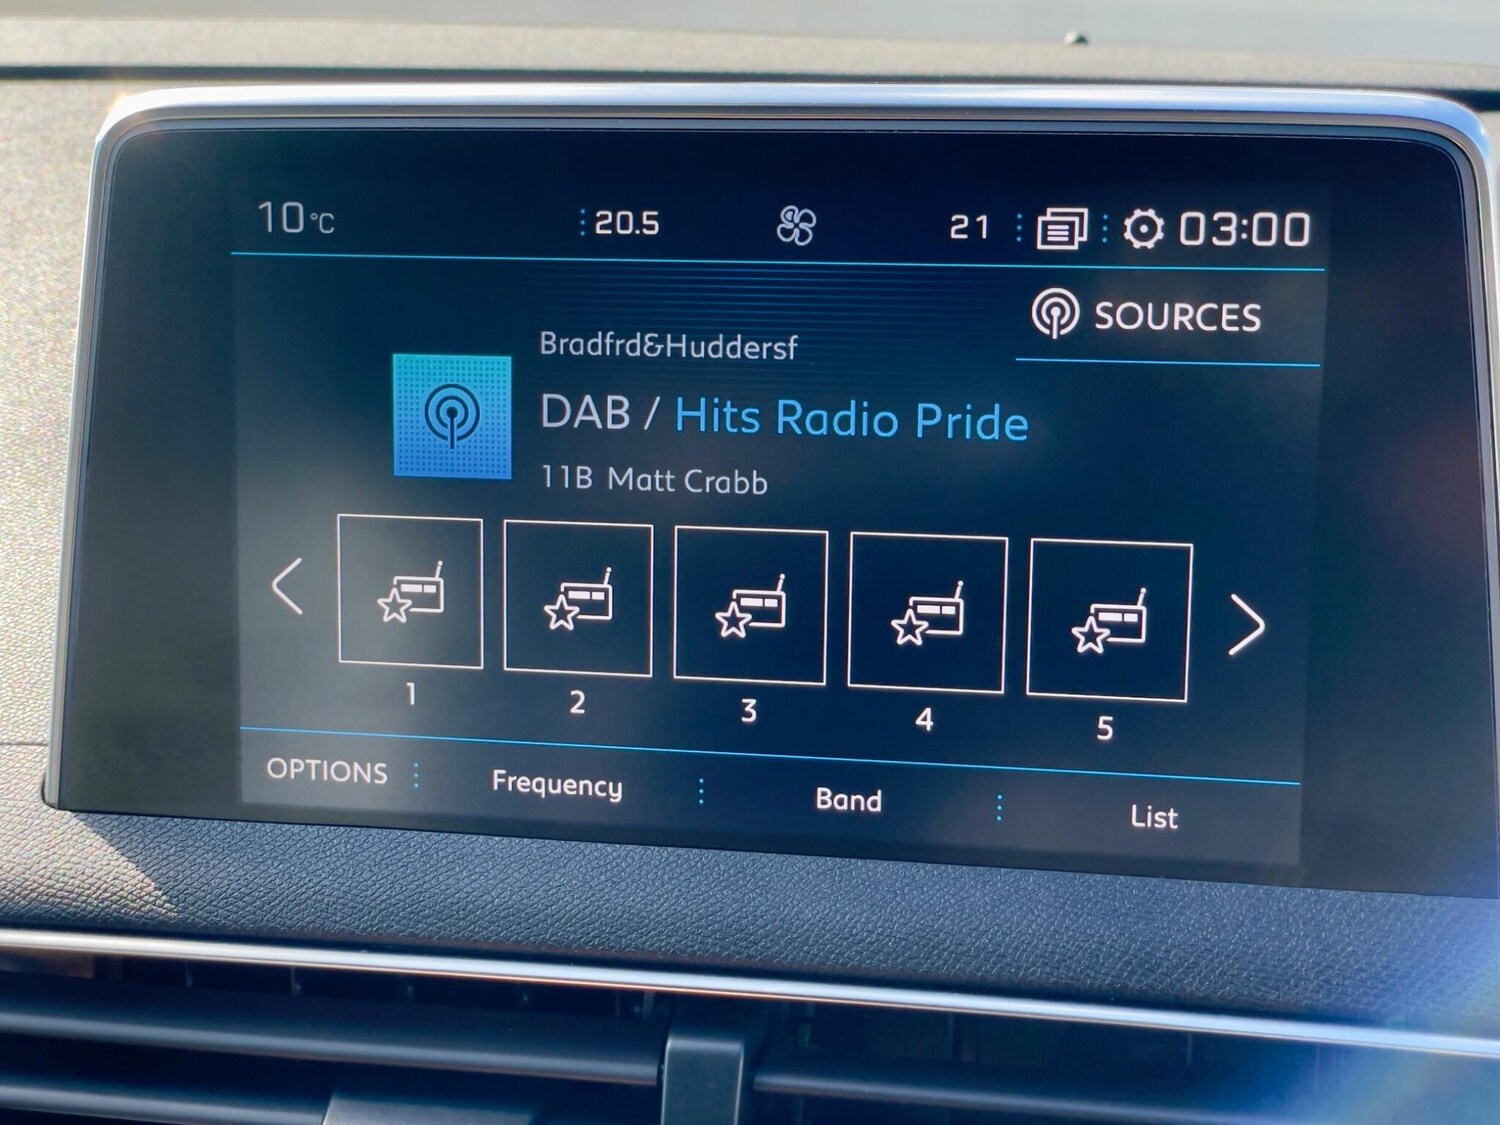 10°C 20.5 21 03:00
SOURCES
Bradfrd&Huddersf
DAB / Hits Radio Pride
11B Matt Crabb
1 2 3 4 5
OPTIONS Frequency Band List